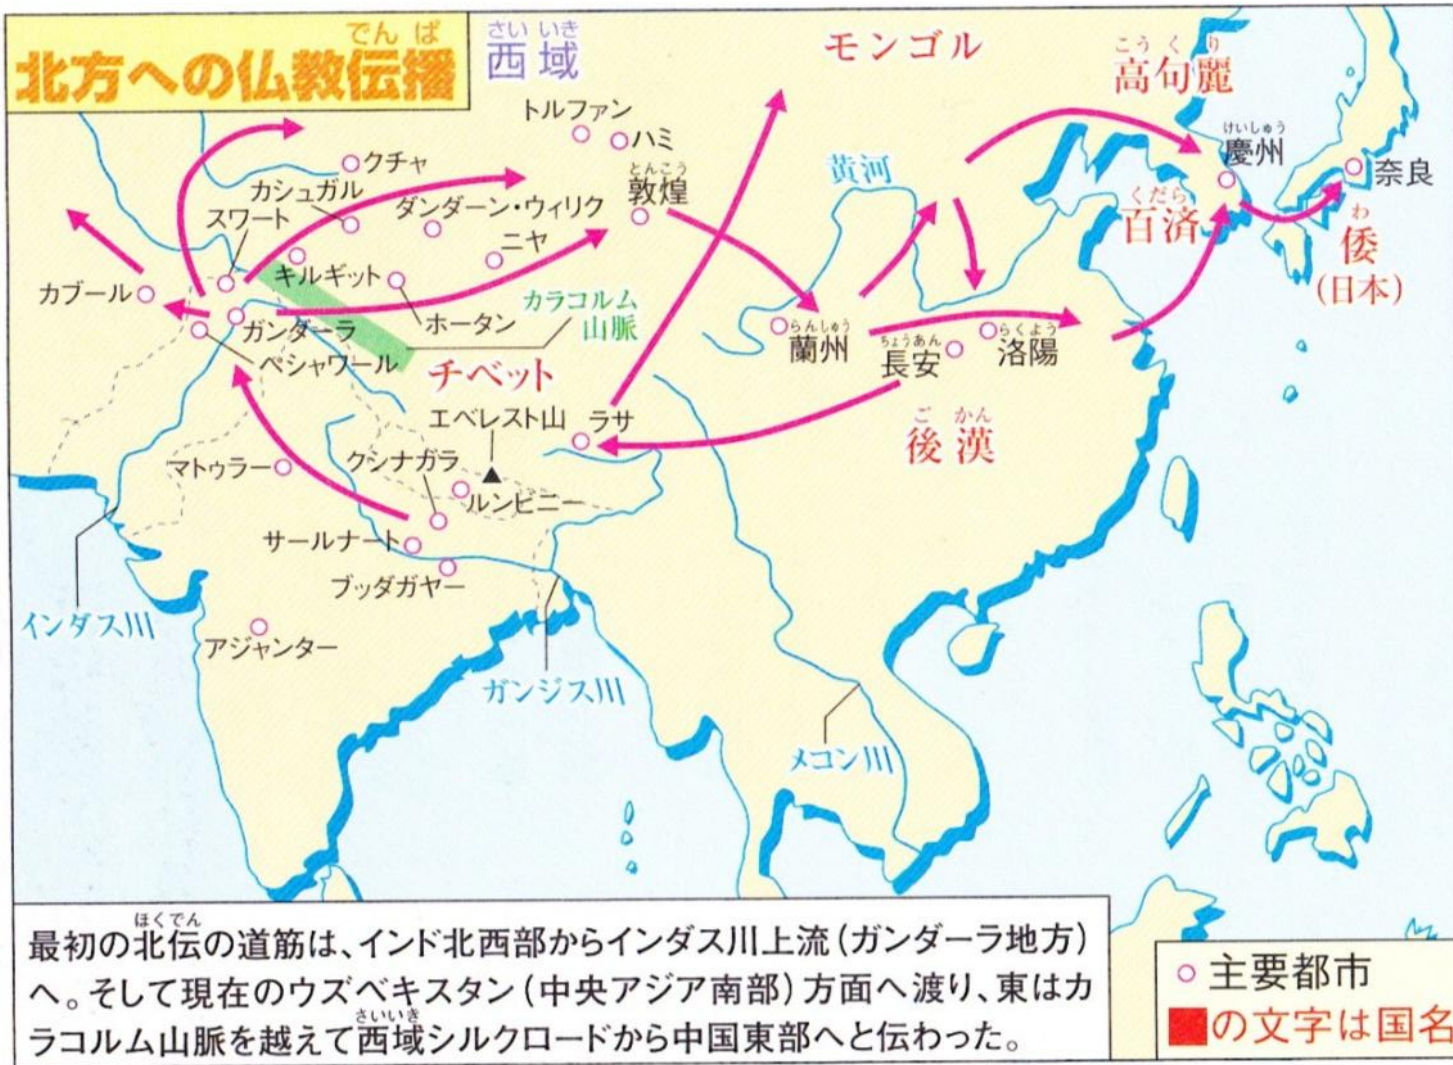 でんぱ
北方への仏教伝播
さいいき
西域
モンゴル
こうくり
高句麗
トルファン
ハミ
けいしゅう
慶州
奈良
クチャ
黄河
とんこう
敦煌
カシュガル
スワート
ダンダーン・ウィリク
くだら
百済
わ
倭
(日本)
ニヤ
キルギット
カブール
カラコルム
山脈
ホータン
ガンダーラ
らんしゅう
蘭州
ちょうあん
長安
らくよう
洛陽
ペシャワール
チベット
エベレスト山
ラサ
ごかん
後漢
マトゥラー
クシナガラ
ルンビニー
サールナート
ブッダガヤー
インダス川
アジャンター
ガンジス川
メコン川
ほくでん
最初の北伝の道筋は、インド北西部からインダス川上流(ガンダーラ地方)
へ。そして現在のウズベキスタン(中央アジア南部)方面へ渡り、東はカ
さいいき
ラコルム山脈を越えて西域シルクロードから中国東部へと伝わった。
主要都市
の文字は国名